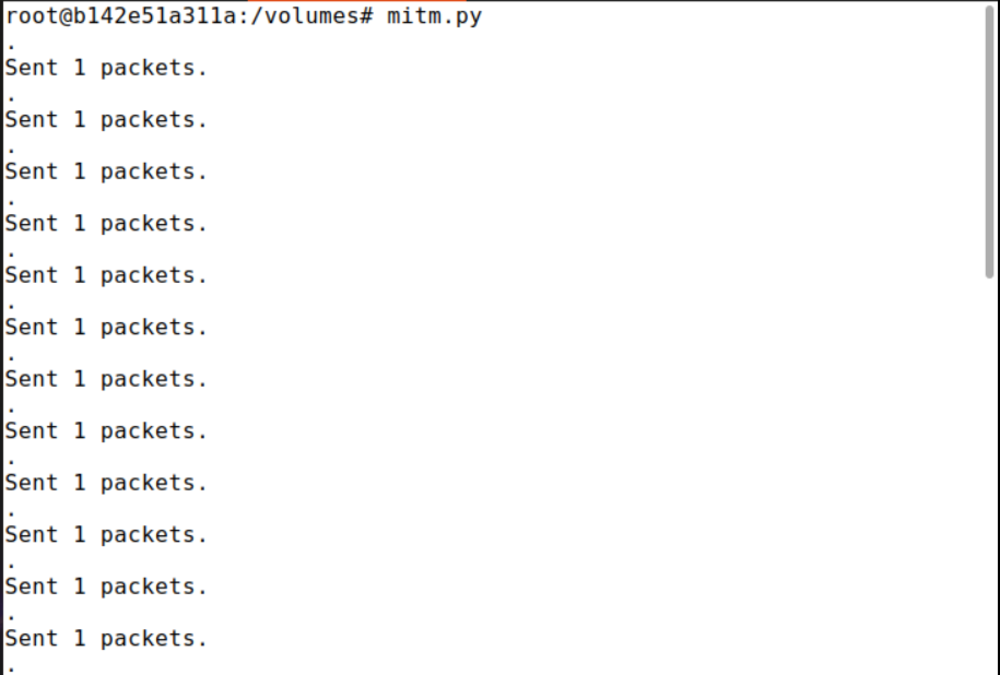 root@b142e51a311a:/volumes# mitm.py
.
Sent 1 packets.
.
Sent 1 packets.
.
Sent 1 packets.
.
Sent 1 packets.
.
Sent 1 packets.
.
Sent 1 packets.
.
Sent 1 packets.
.
Sent 1 packets.
.
Sent 1 packets.
.
Sent 1 packets.
.
Sent 1 packets.
.
Sent 1 packets.
.